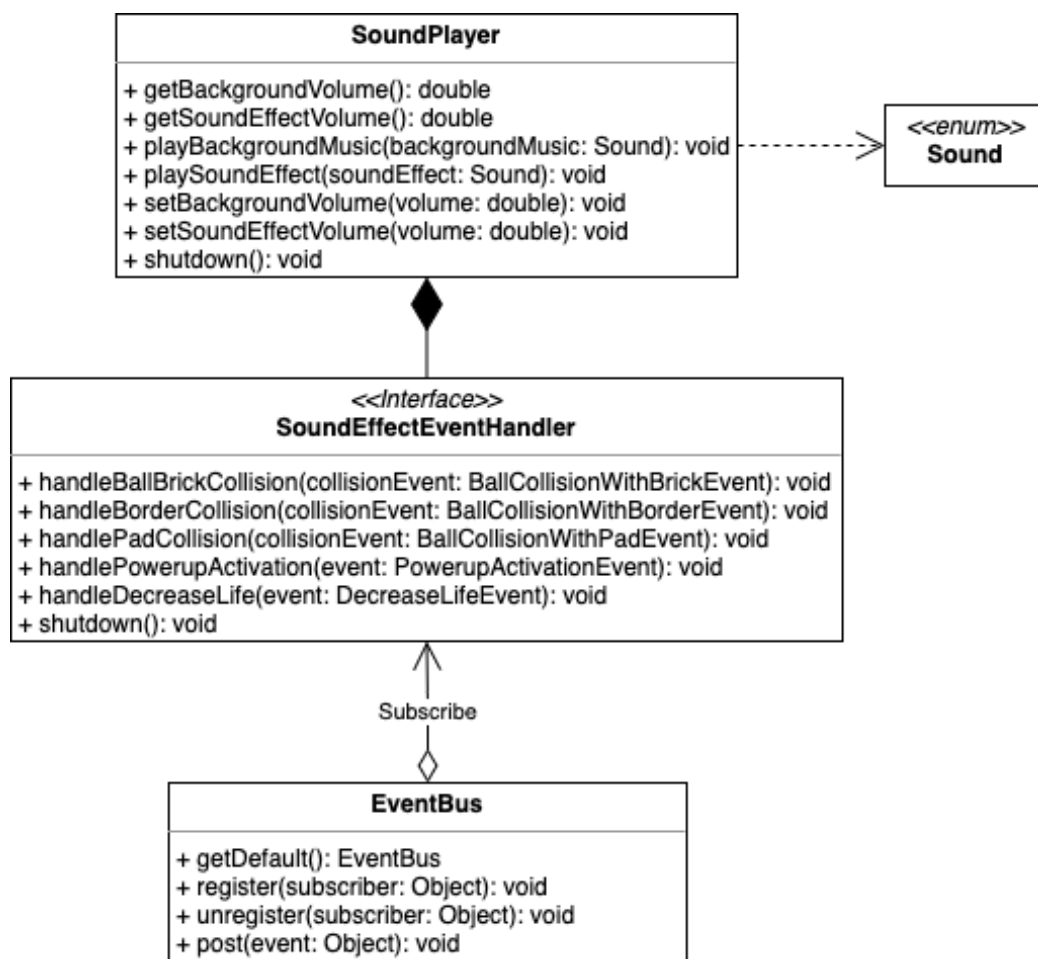 SoundPlayer
+ getBackgroundVolume(): double
+ getSoundEffectVolume(): double
+ playBackgroundMusic(backgroundMusic: Sound): void
+ playSoundEffect(soundEffect: Sound): void
+ setBackgroundVolume(volume: double): void
+ setSoundEffectVolume(volume: double): void
+ shutdown(): void
<<enum>>
Sound
<<Interface>>
SoundEffectEventHandler
+ handleBallBrickCollision(collisionEvent: BallCollisionWithBrickEvent): void
+ handleBorderCollision(collisionEvent: BallCollisionWithBorderEvent): void
+ handlePadCollision(collisionEvent: BallCollisionWithPadEvent): void
+ handlePowerupActivation(event: PowerupActivationEvent): void
+ handleDecreaseLife(event: DecreaseLifeEvent): void
+ shutdown(): void
Subscribe
EventBus
+ getDefault(): EventBus
+ register(subscriber: Object): void
+ unregister(subscriber: Object): void
+ post(event: Object): void